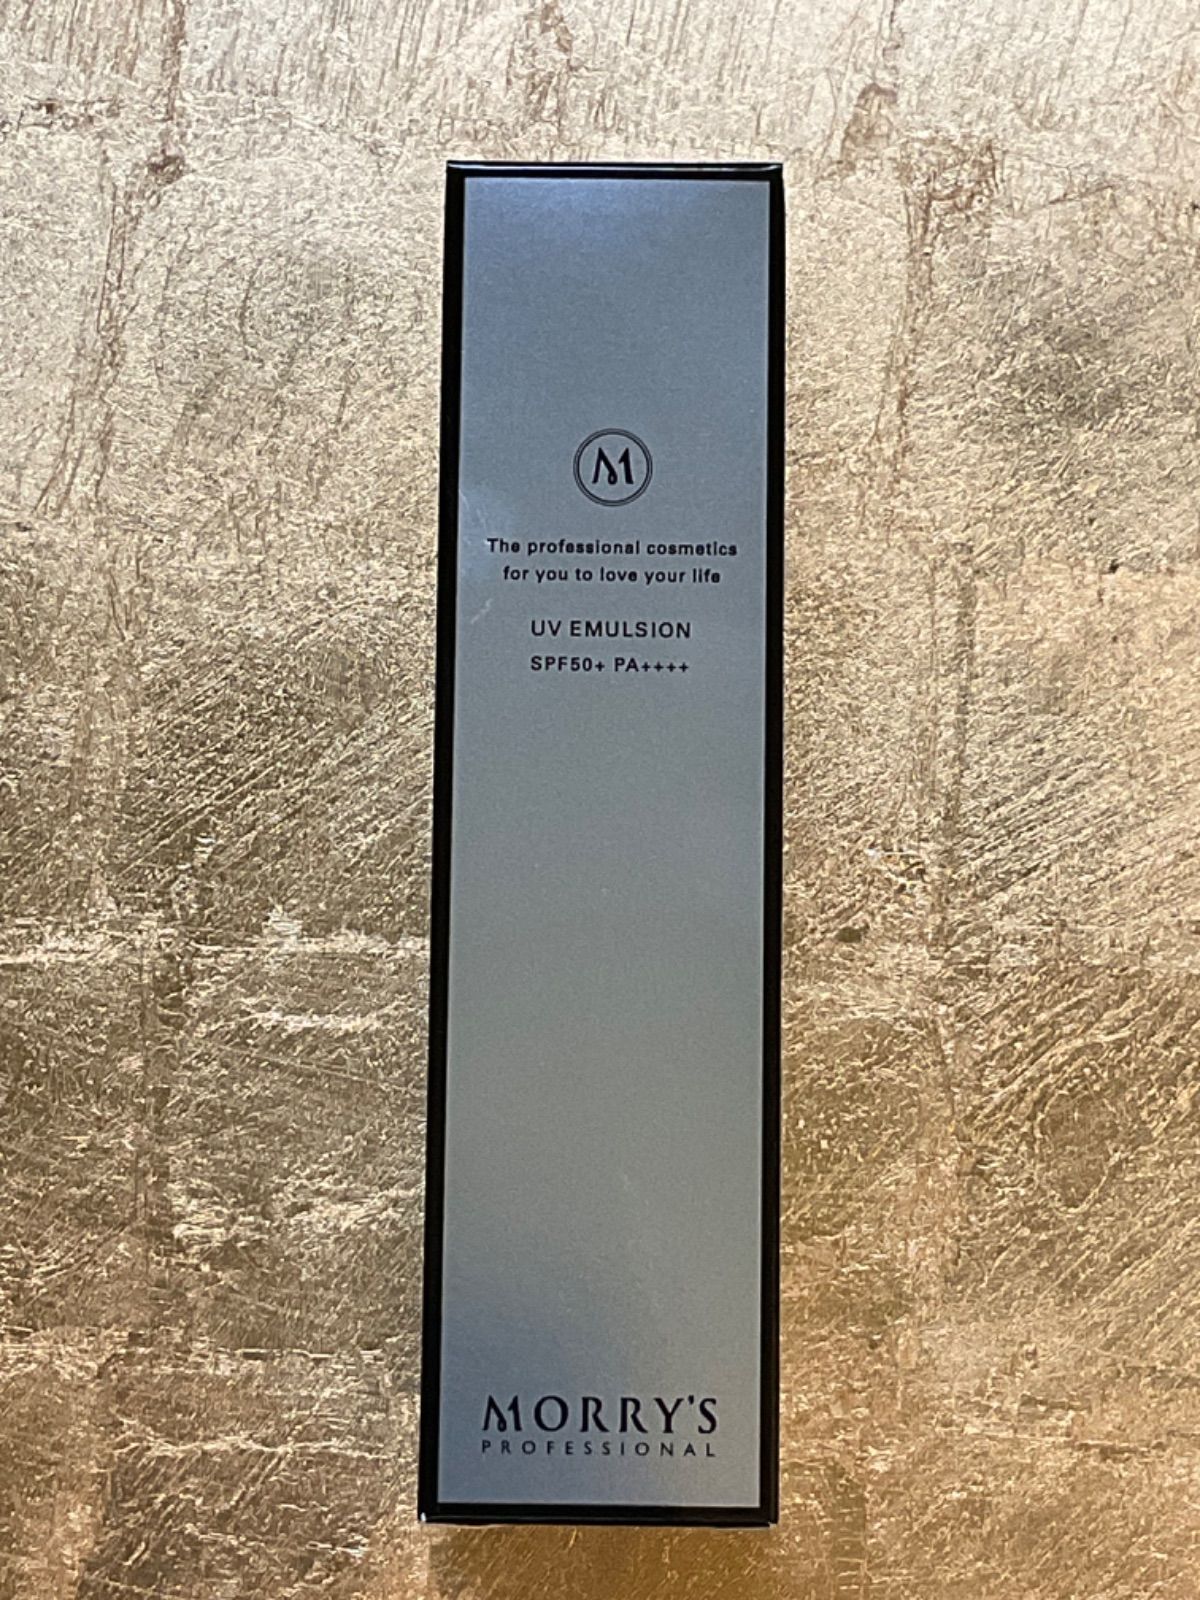 M
The professional cosmetics
for you to love your life
UV EMULSION
SPF50+ PA++++
MORRY'S
PROFESSIONAL